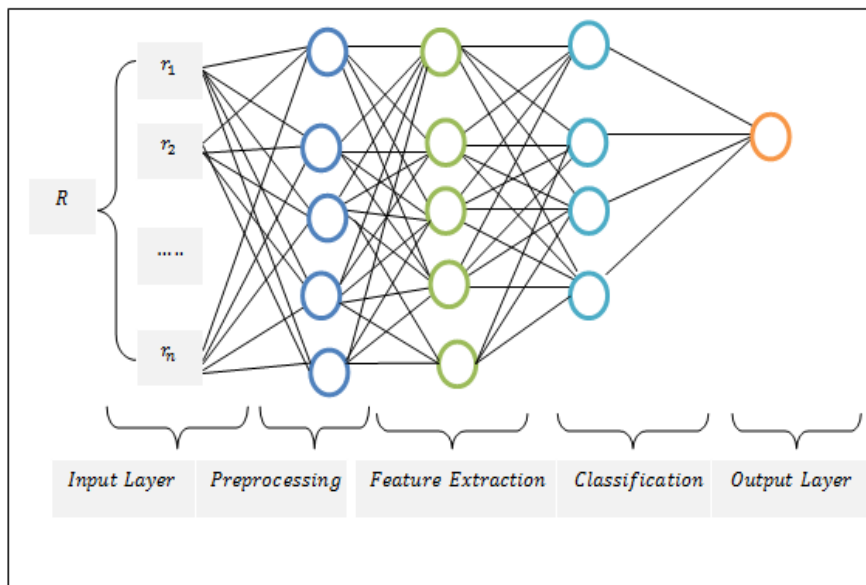 r₁
r₂
R
.....
rₙ
Input Layer Preprocessing Feature Extraction Classification Output Layer